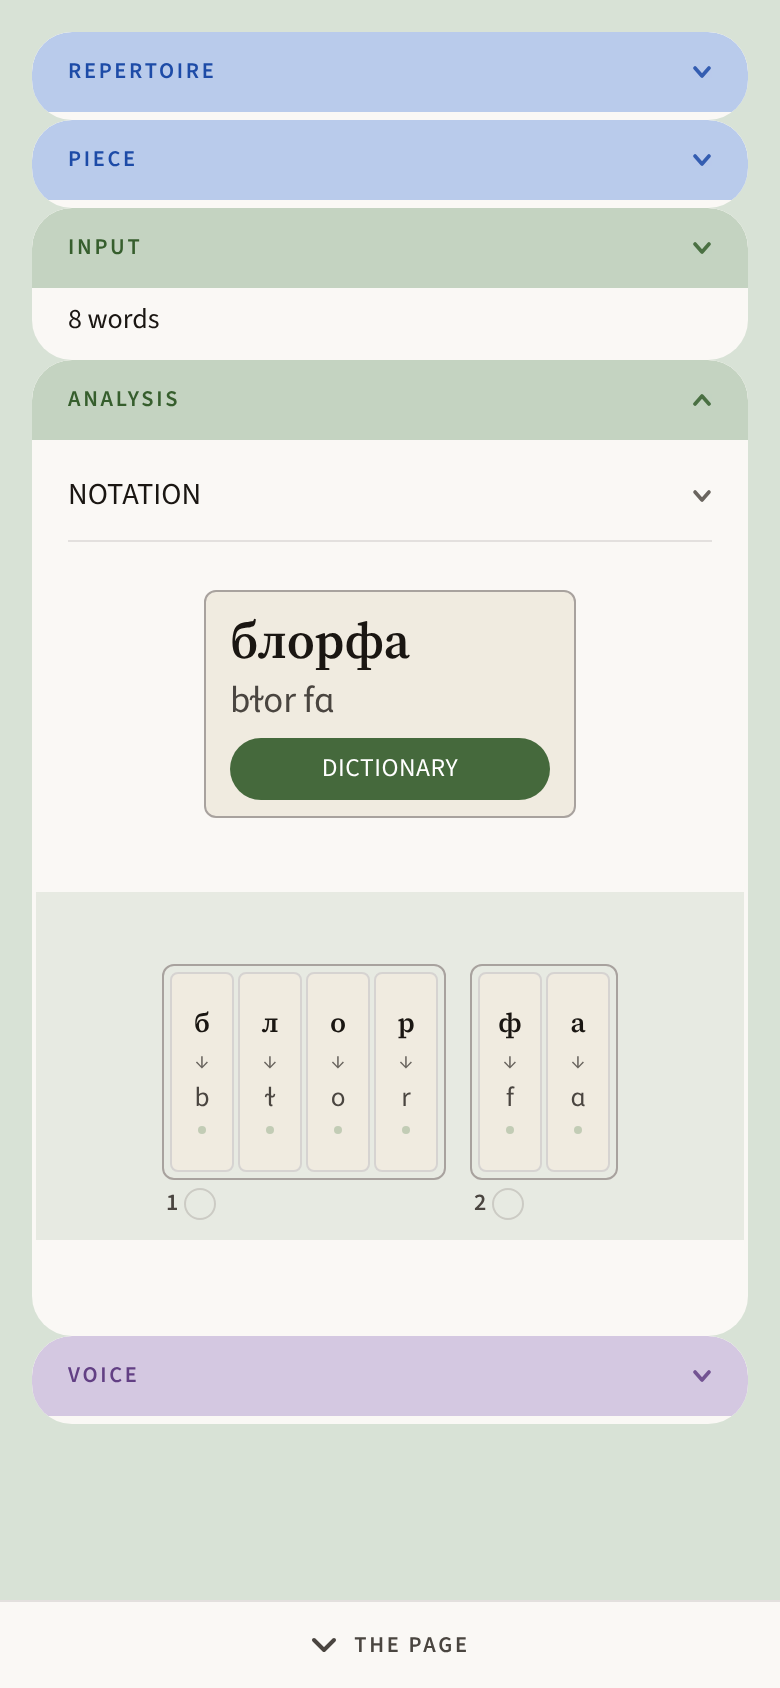 REPERTOIRE
PIECE
INPUT
8 words
ANALYSIS
NOTATION
блорфа
bɫor fɑ
DICTIONARY
б л о р ф а
↓ ↓ ↓ ↓ ↓ ↓
b ɫ o r f ɑ
1 2
VOICE
THE PAGE